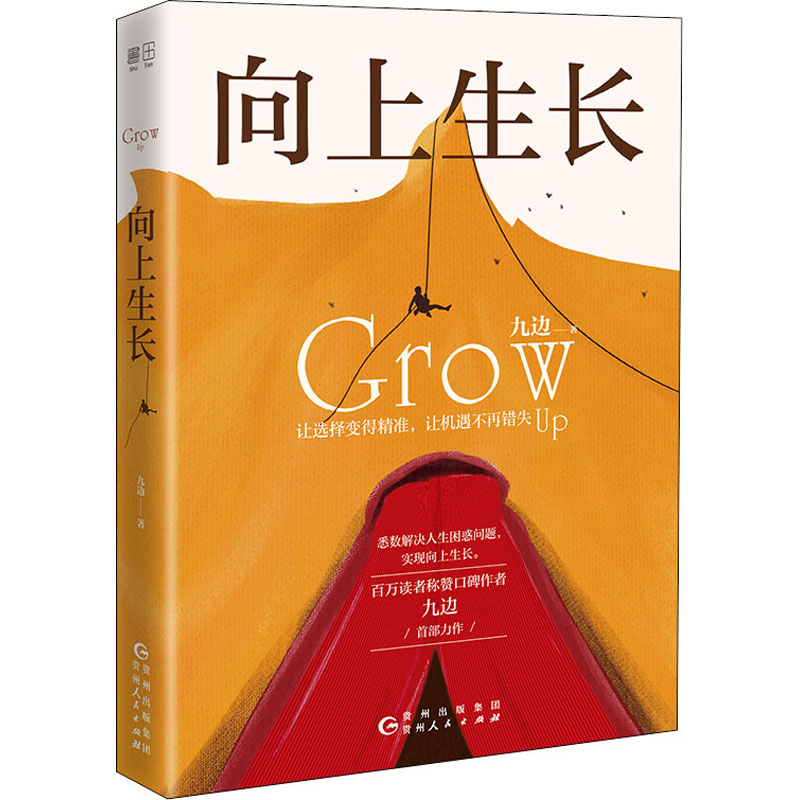 書田
Shu Tian
Grow
Up
向上生长
九边——著
贵州出版集团
贵州人民出版社
向上生长
九边——著
Grow
Up
让选择变得精准，让机遇不再错失
悉数解决人生困惑问题，
实现向上生长。
百万读者称赞口碑作者
九边
/ 首部力作 /
贵州出版集团
贵州人民出版社